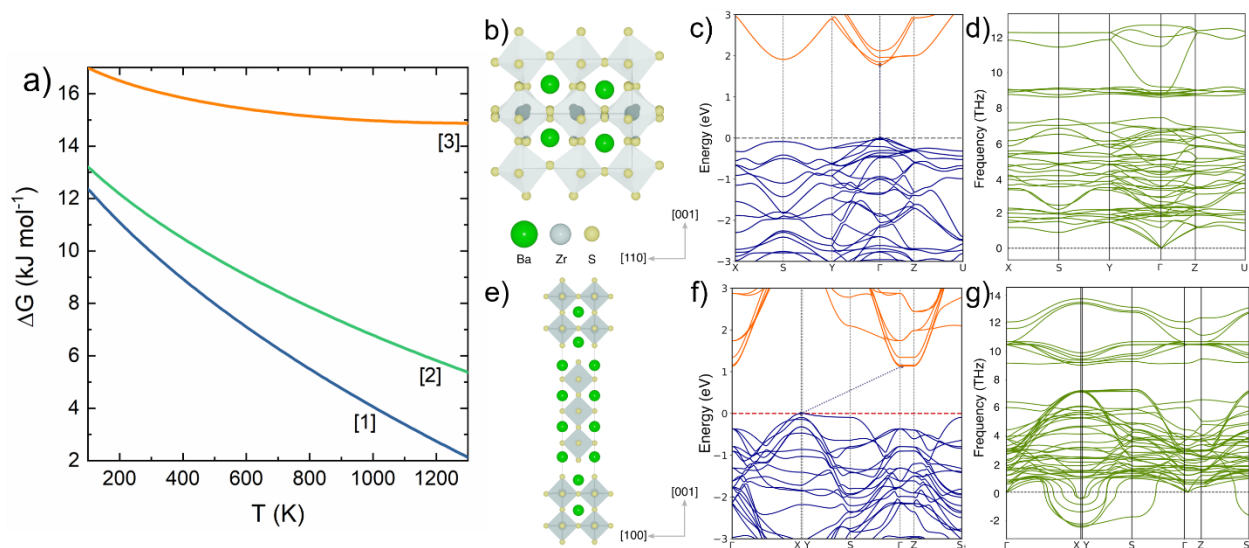 a)
ΔG (kJ mol⁻¹)
16
14
12
10
8
6
4
2
[3]
[2]
[1]
200 400 600 800 1000 1200
T (K)
b)
Ba Zr S
[001]
[110]
c)
Energy (eV)
3
2
1
0
−1
−2
−3
X S Y Γ Z U
d)
Frequency (THz)
12
10
8
6
4
2
0
X S Y Γ Z U
e)
[001]
[100]
f)
Energy (eV)
3
2
1
0
−1
−2
−3
Γ X Y S Γ Z S
g)
Frequency (THz)
14
12
10
8
6
4
2
0
-2
Γ X Y S Γ Z S